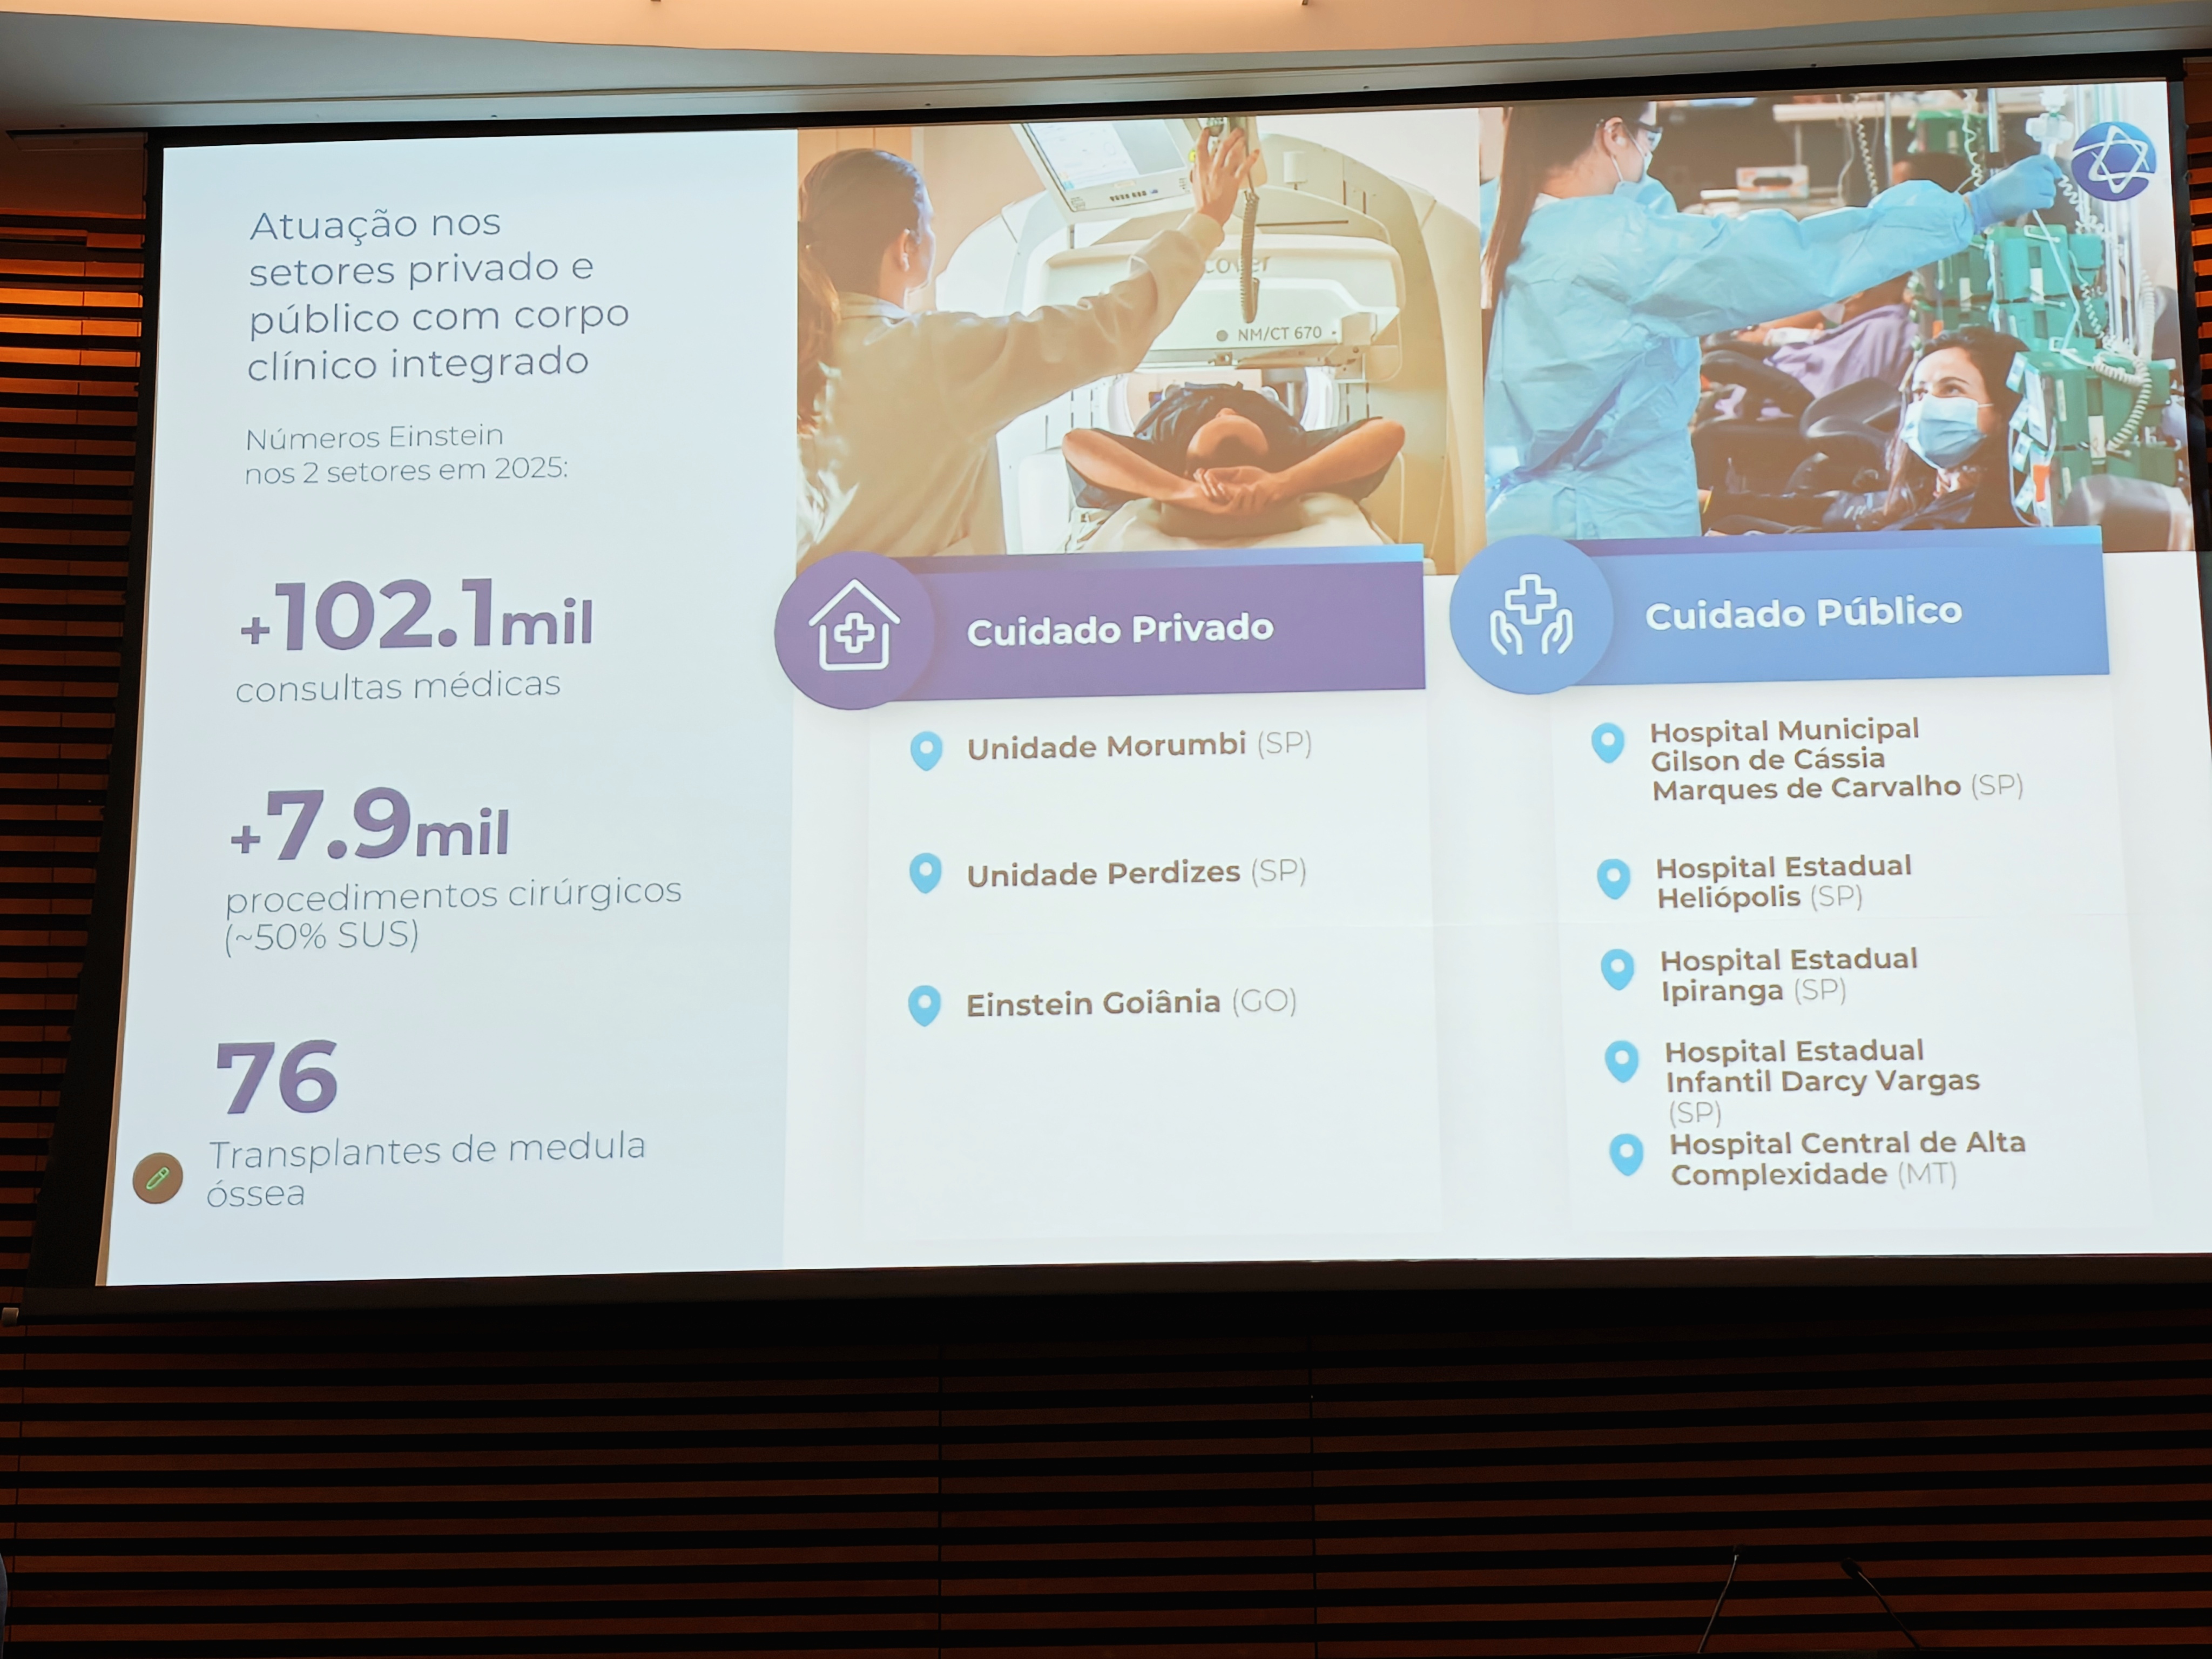 Atuação nos
setores privado e
público com corpo
clínico integrado
Números Einstein
nos 2 setores em 2025:
+102.1mil
consultas médicas
+7.9mil
procedimentos cirúrgicos
(~50% SUS)
76
Transplantes de medula
óssea
NM/CT 670
Cuidado Privado
Unidade Morumbi (SP)
Unidade Perdizes (SP)
Einstein Goiânia (GO)
Cuidado Público
Hospital Municipal
Gilson de Cássia
Marques de Carvalho (SP)
Hospital Estadual
Heliópolis (SP)
Hospital Estadual
Ipiranga (SP)
Hospital Estadual
Infantil Darcy Vargas
(SP)
Hospital Central de Alta
Complexidade (MT)